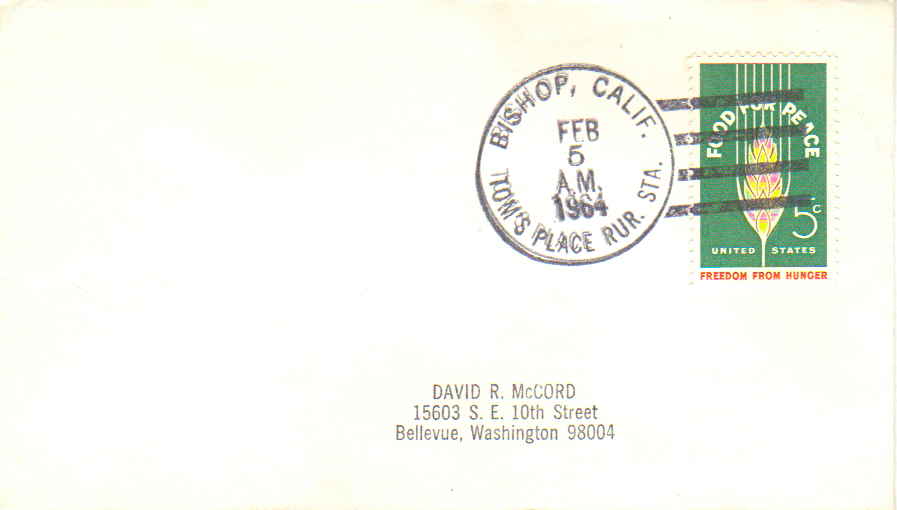 BISHOP, CALIF.
FEB
5
A.M.
1964
TOM'S PLACE RUR. STA.
FOOD FOR PEACE
5c
UNITED STATES
FREEDOM FROM HUNGER
DAVID R. McCORD
15603 S. E. 10th Street
Bellevue, Washington 98004